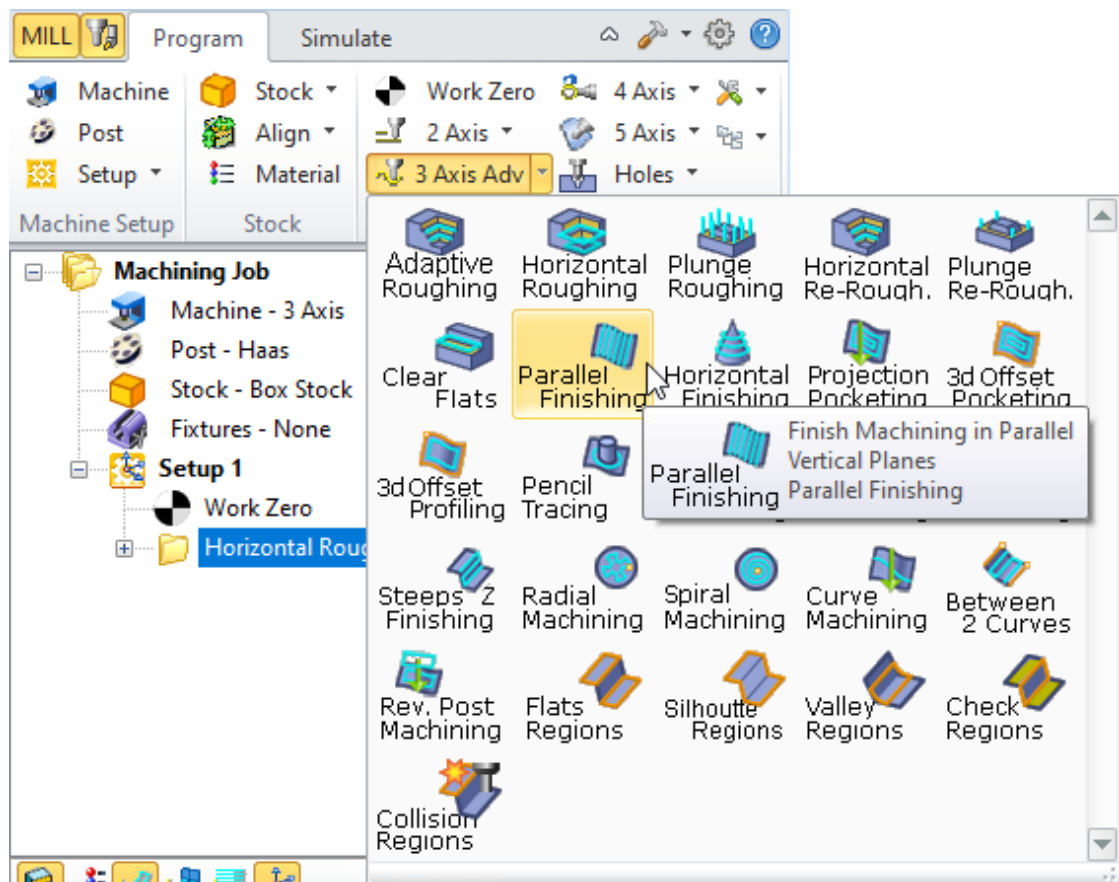 MILL Program Simulate
Machine Stock Work Zero 4 Axis
Post Align 2 Axis 5 Axis
Setup Material 3 Axis Adv Holes
Machine Setup Stock
Adaptive Roughing
Horizontal Roughing
Plunge Roughing
Horizontal Re-Rough.
Plunge Re-Rough.
Clear Flats
Parallel Finishing
Horizontal Finishing
Projection Pocketing
3d Offset Pocketing
3d Offset Profiling
Pencil Tracing
Parallel Finishing
Finish Machining in Parallel
Vertical Planes
Parallel Finishing
Steeps Z Finishing
Radial Machining
Spiral Machining
Curve Machining
Between 2 Curves
Rev. Post Machining
Flats Regions
Silhoutte Regions
Valley Regions
Check Regions
Collision Regions
Machining Job
Machine - 3 Axis
Post - Haas
Stock - Box Stock
Fixtures - None
Setup 1
Work Zero
Horizontal